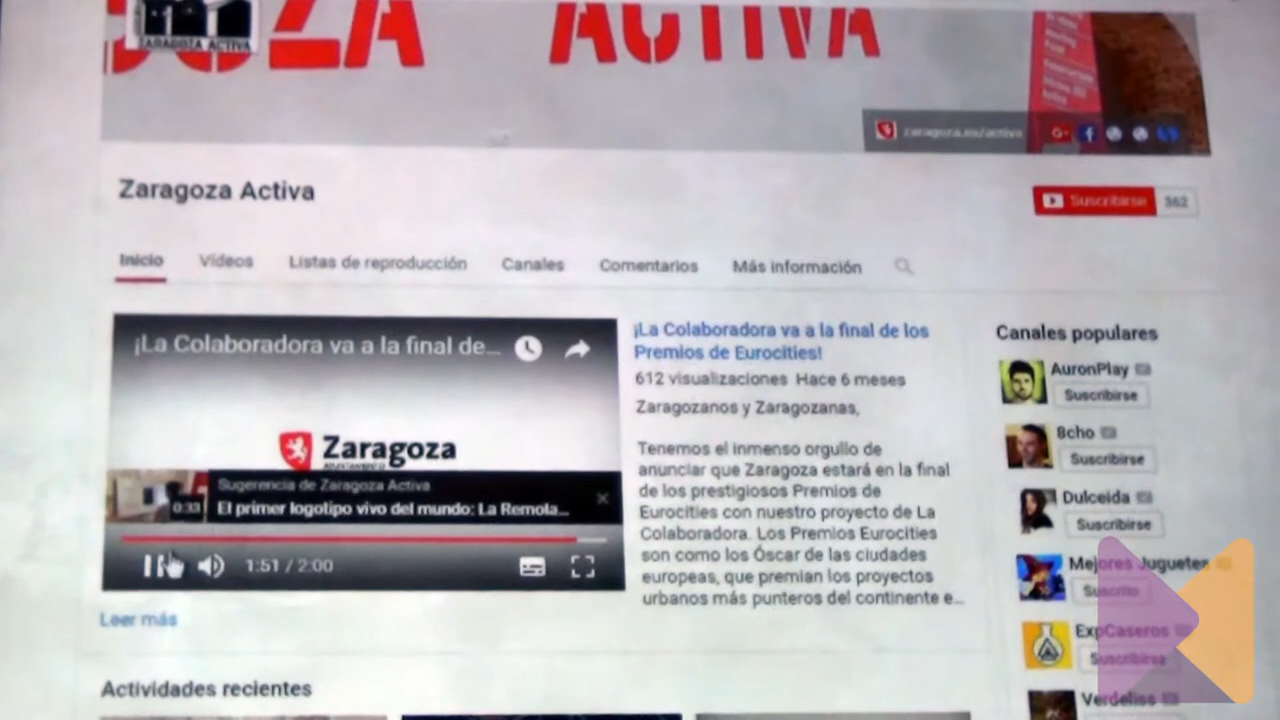 OZA ACTIVA
ZARAGOZA ACTIVA
zaragoza.es/activa
Zaragoza Activa
Suscribirse 362
Inicio Vídeos Listas de reproducción Canales Comentarios Más información
¡La Colaboradora va a la final de...
Zaragoza
AYUNTAMIENTO
Sugerencia de Zaragoza Activa
0:33 El primer logotipo vivo del mundo: La Remola...
1:51 / 2:00
¡La Colaboradora va a la final de los
Premios de Eurocities!
612 visualizaciones Hace 6 meses
Zaragozanos y Zaragozanas,
Tenemos el inmenso orgullo de
anunciar que Zaragoza estará en la final
de los prestigiosos Premios de
Eurocities con nuestro proyecto de La
Colaboradora. Los Premios Eurocities
son como los Óscar de las ciudades
europeas, que premian los proyectos
urbanos más punteros del continente e...
Leer más
Actividades recientes
Canales populares
AuronPlay
Suscribirse
8cho
Suscribirse
Dulceida
Suscribirse
Mejores Juguetes
Suscrito
ExpCaseros
Suscribirse
Verdeliss